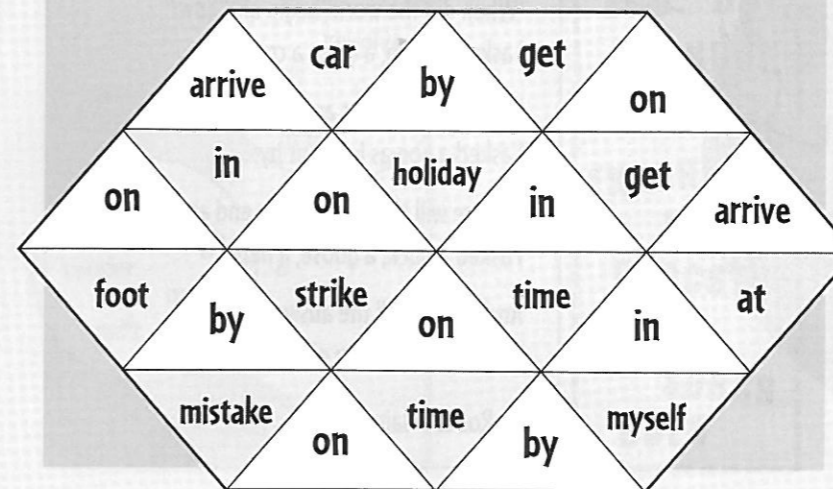 arrive car by get on
on in on holiday in get arrive
foot by strike on time in at
mistake on time by myself